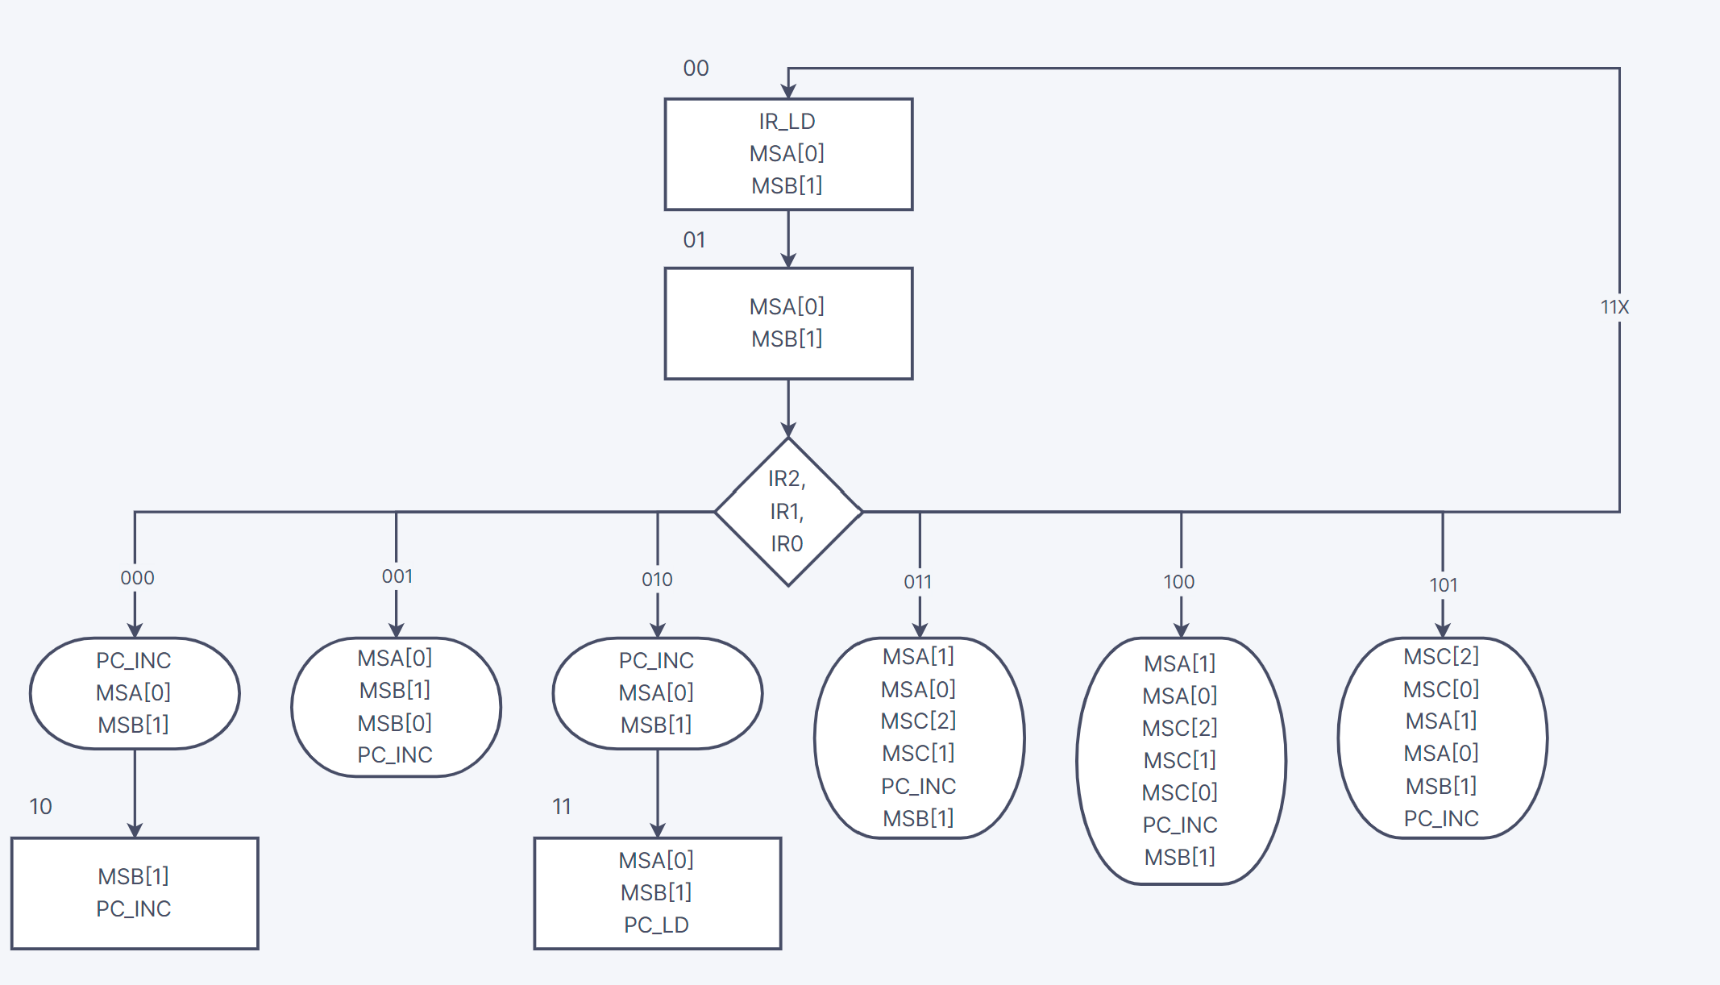 00
IR_LD
MSA[0]
MSB[1]
01
MSA[0]
MSB[1]
11X
IR2,
IR1,
IR0
000
001
010
011
100
101
PC_INC
MSA[0]
MSB[1]
MSA[0]
MSB[1]
MSB[0]
PC_INC
PC_INC
MSA[0]
MSB[1]
MSA[1]
MSA[0]
MSC[2]
MSC[1]
PC_INC
MSB[1]
MSA[1]
MSA[0]
MSC[2]
MSC[1]
MSC[0]
PC_INC
MSB[1]
MSC[2]
MSC[0]
MSA[1]
MSA[0]
MSB[1]
PC_INC
10
MSB[1]
PC_INC
11
MSA[0]
MSB[1]
PC_LD